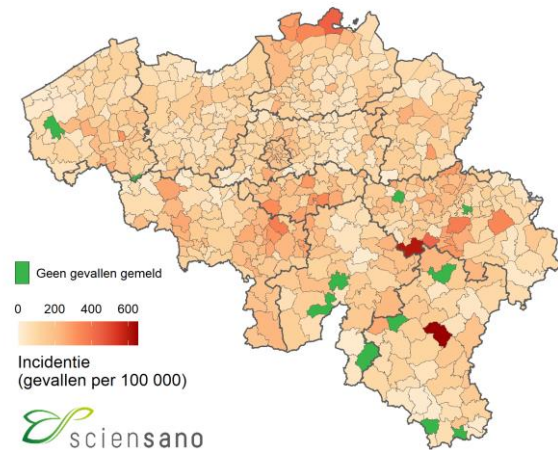 Geen gevallen gemeld
0 200 400 600
Incidentie
(gevallen per 100 000)
sciensano